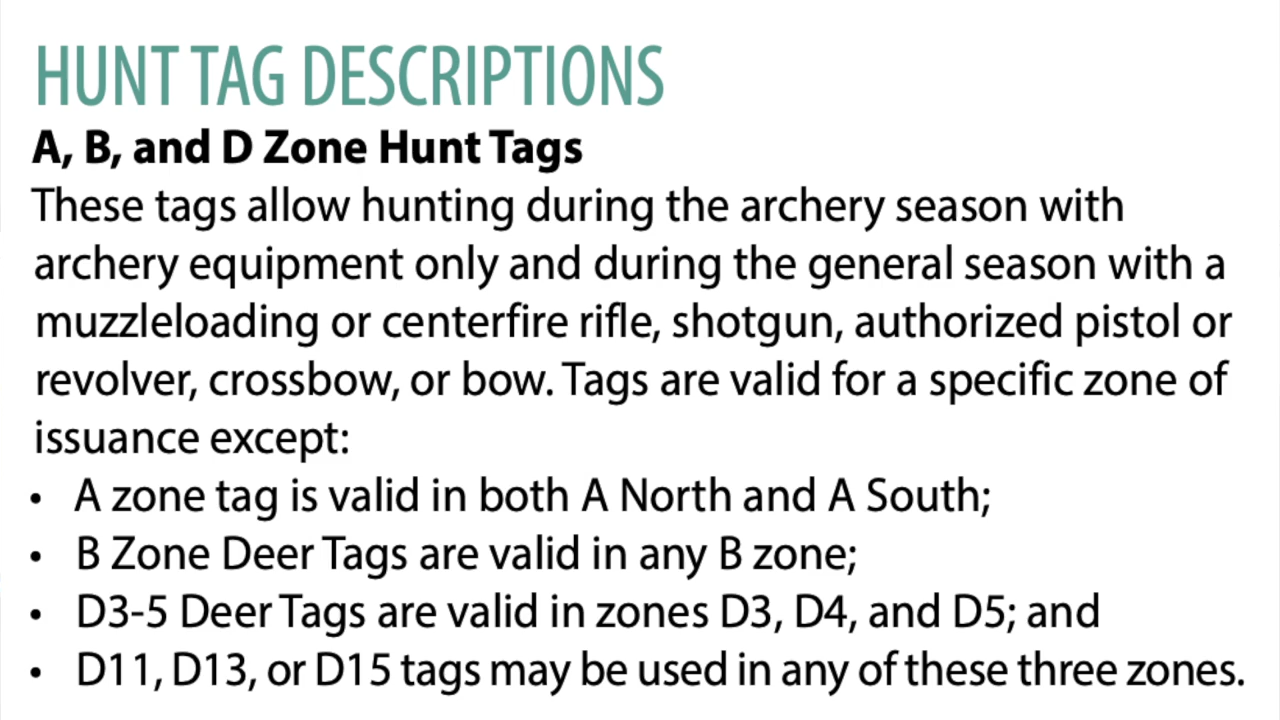 HUNT TAG DESCRIPTIONS
A, B, and D Zone Hunt Tags
These tags allow hunting during the archery season with
archery equipment only and during the general season with a
muzzleloading or centerfire rifle, shotgun, authorized pistol or
revolver, crossbow, or bow. Tags are valid for a specific zone of
issuance except:
• A zone tag is valid in both A North and A South;
• B Zone Deer Tags are valid in any B zone;
• D3-5 Deer Tags are valid in zones D3, D4, and D5; and
• D11, D13, or D15 tags may be used in any of these three zones.